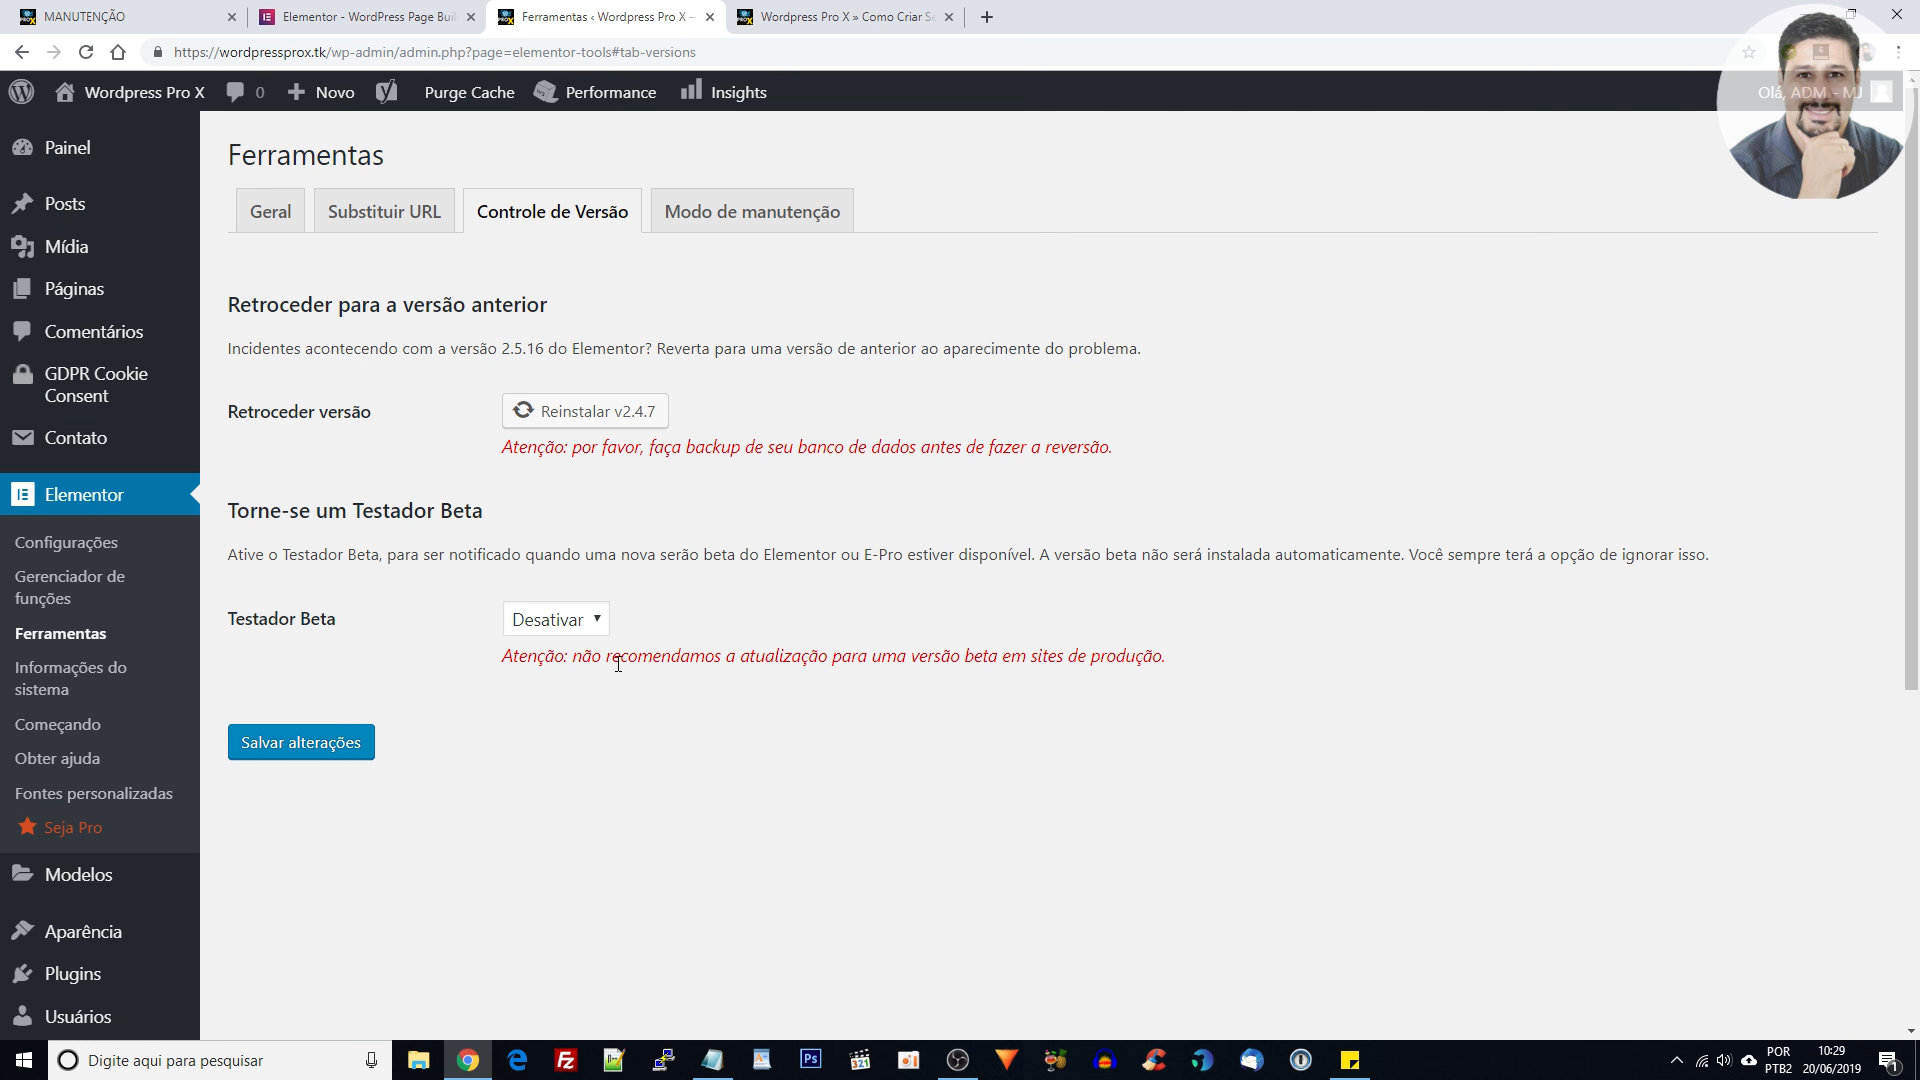 MANUTENÇÃO
Elementor - WordPress Page Buil
Ferramentas ‹ Wordpress Pro X –
Wordpress Pro X » Como Criar Se
https://wordpressprox.tk/wp-admin/admin.php?page=elementor-tools#tab-versions
Wordpress Pro X
0
Novo
Purge Cache
Performance
Insights
Olá, ADM - MJ
Painel
Posts
Mídia
Páginas
Comentários
GDPR Cookie
Consent
Contato
Elementor
Configurações
Gerenciador de
funções
Ferramentas
Informações do
sistema
Começando
Obter ajuda
Fontes personalizadas
Seja Pro
Modelos
Aparência
Plugins
Usuários
Ferramentas
Geral
Substituir URL
Controle de Versão
Modo de manutenção
Retroceder para a versão anterior
Incidentes acontecendo com a versão 2.5.16 do Elementor? Reverta para uma versão de anterior ao aparecimento do problema.
Retroceder versão
Reinstalar v2.4.7
Atenção: por favor, faça backup de seu banco de dados antes de fazer a reversão.
Torne-se um Testador Beta
Ative o Testador Beta, para ser notificado quando uma nova serão beta do Elementor ou E-Pro estiver disponível. A versão beta não será instalada automaticamente. Você sempre terá a opção de ignorar isso.
Testador Beta
Desativar
Atenção: não recomendamos a atualização para uma versão beta em sites de produção.
Salvar alterações
Digite aqui para pesquisar
Ps
321
POR
PTB2
10:29
20/06/2019
1